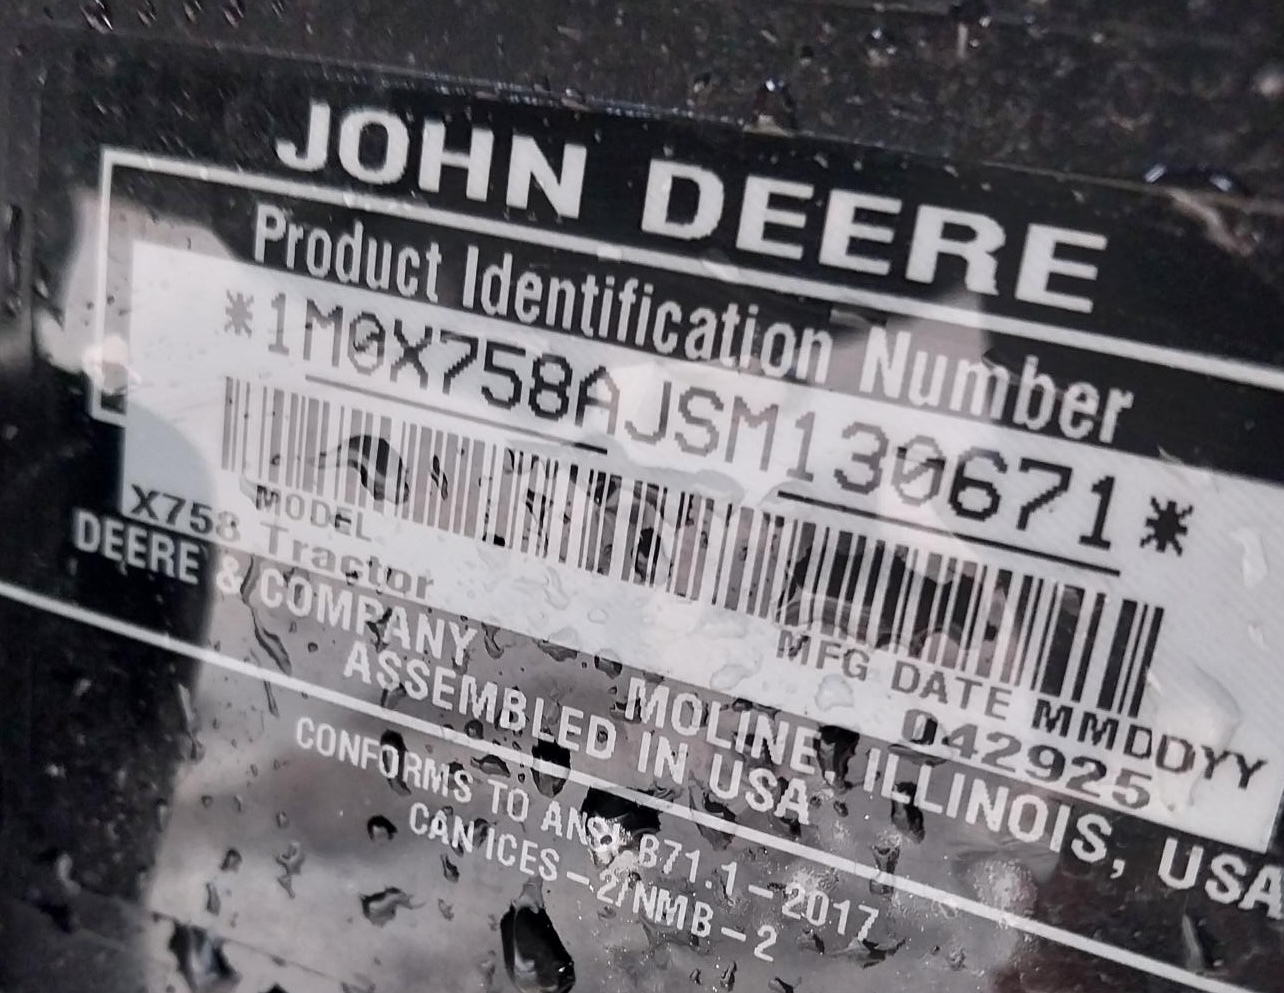 JOHN DEERE
Product Identification Number
*1M0X758AJSM130671*
MODEL
MFG DATE MMDDYY
X758 Tractor
042925
DEERE & COMPANY MOLINE, ILLINOIS, USA
ASSEMBLED IN USA
CONFORMS TO ANSI B71.1-2017
CAN ICES-2/NMB-2